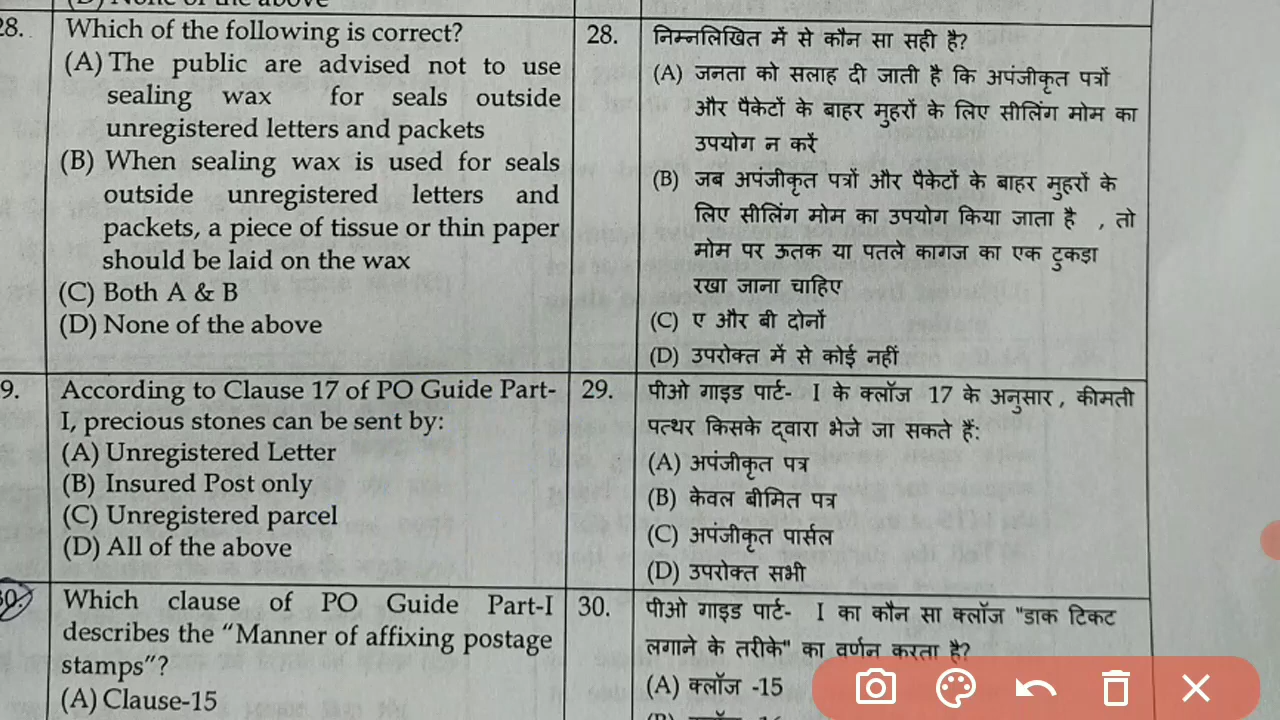 (D) None of the above
28.
Which of the following is correct?
(A) The public are advised not to use
sealing wax for seals outside
unregistered letters and packets
(B) When sealing wax is used for seals
outside unregistered letters and
packets, a piece of tissue or thin paper
should be laid on the wax
(C) Both A & B
(D) None of the above
28.
निम्नलिखित में से कौन सा सही है?
(A) जनता को सलाह दी जाती है कि अपंजीकृत पत्रों
और पैकेटों के बाहर मुहरों के लिए सीलिंग मोम का
उपयोग न करें
(B) जब अपंजीकृत पत्रों और पैकेटों के बाहर मुहरों के
लिए सीलिंग मोम का उपयोग किया जाता है , तो
मोम पर ऊतक या पतले कागज का एक टुकड़ा
रखा जाना चाहिए
(C) ए और बी दोनों
(D) उपरोक्त में से कोई नहीं
9.
According to Clause 17 of PO Guide Part-
I, precious stones can be sent by:
(A) Unregistered Letter
(B) Insured Post only
(C) Unregistered parcel
(D) All of the above
29.
पीओ गाइड पार्ट- I के क्लॉज 17 के अनुसार, कीमती
पत्थर किसके द्वारा भेजे जा सकते हैं:
(A) अपंजीकृत पत्र
(B) केवल बीमित पत्र
(C) अपंजीकृत पार्सल
(D) उपरोक्त सभी
30.
Which clause of PO Guide Part-I
describes the “Manner of affixing postage
stamps”?
(A) Clause-15
30.
पीओ गाइड पार्ट- I का कौन सा क्लॉज "डाक टिकट
लगाने के तरीके" का वर्णन करता है?
(A) क्लॉज -15